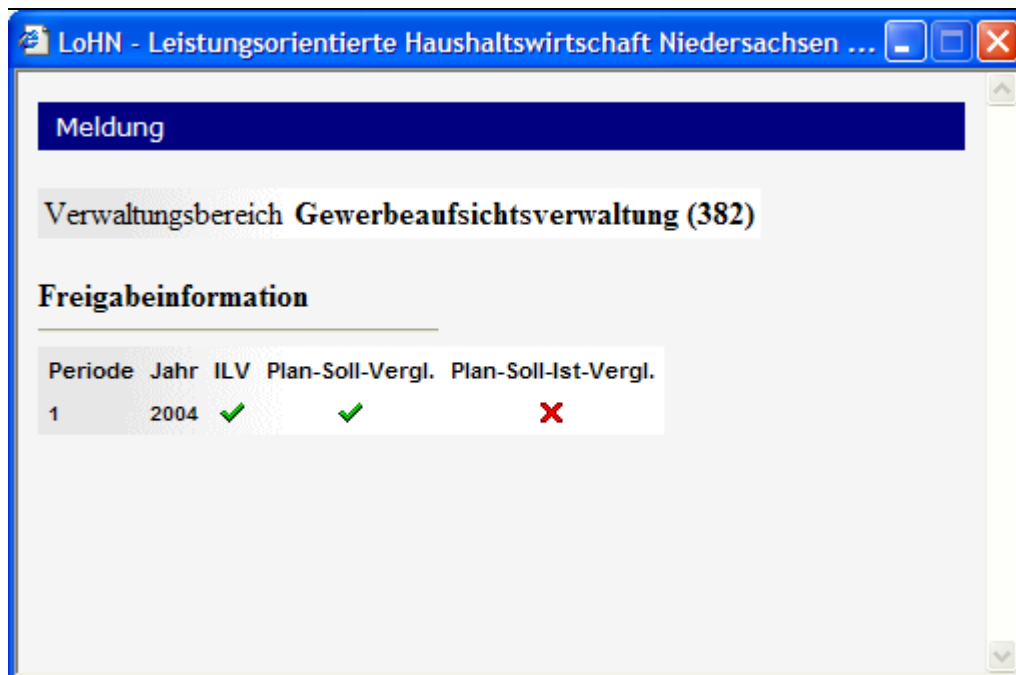 LoHN - Leistungsorientierte Haushaltswirtschaft Niedersachsen ...
Meldung
Verwaltungsbereich Gewerbeaufsichtsverwaltung (382)
Freigabeinformation
Periode Jahr ILV Plan-Soll-Vergl. Plan-Soll-Ist-Vergl.
1 2004